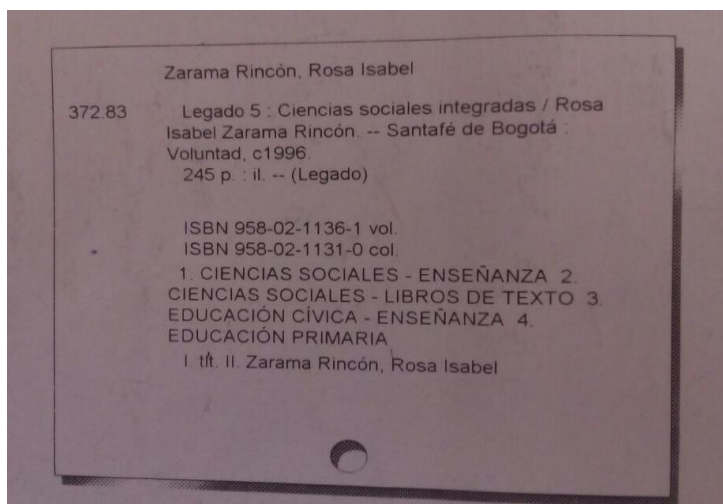 Zarama Rincón, Rosa Isabel
372.83 Legado 5 : Ciencias sociales integradas / Rosa
Isabel Zarama Rincón. -- Santafé de Bogotá :
Voluntad, c1996.
245 p. : il. -- (Legado)
ISBN 958-02-1136-1 vol.
ISBN 958-02-1131-0 col.
1. CIENCIAS SOCIALES - ENSEÑANZA 2.
CIENCIAS SOCIALES - LIBROS DE TEXTO 3.
EDUCACIÓN CÍVICA - ENSEÑANZA 4.
EDUCACIÓN PRIMARIA
I. tít. II. Zarama Rincón, Rosa Isabel